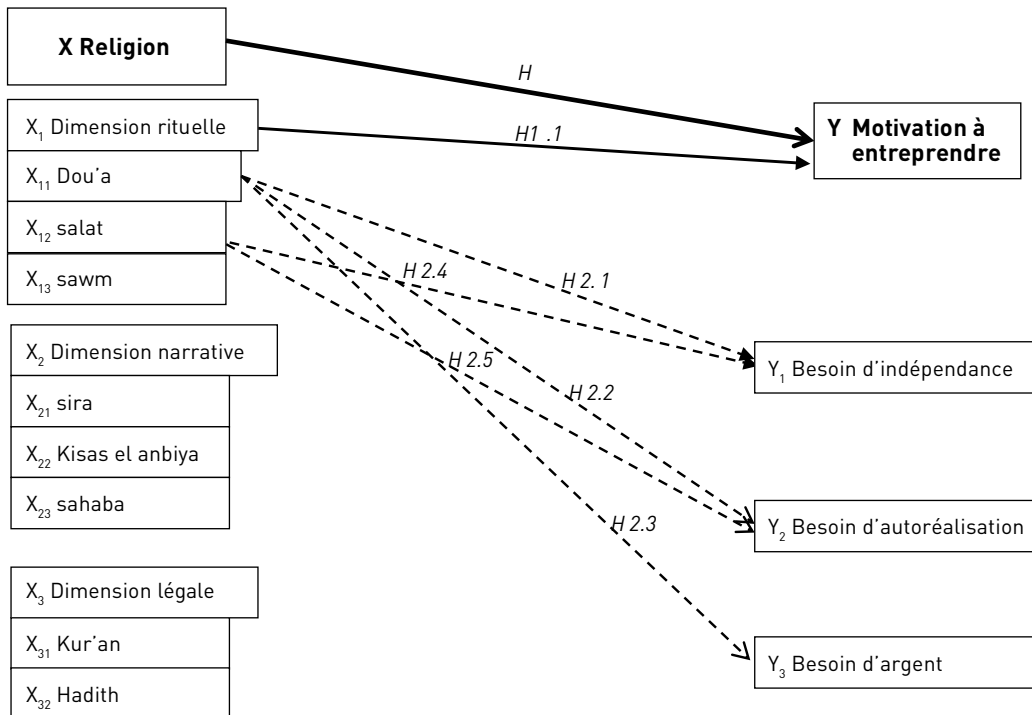 X Religion
H
X₁ Dimension rituelle
H1 .1
Y Motivation à
entreprendre
X₁₁ Dou'a
X₁₂ salat
H 2.4
H 2. 1
X₁₃ sawm
X₂ Dimension narrative
H 2.5
Y₁ Besoin d'indépendance
X₂₁ sira
H 2.2
X₂₂ Kisas el anbiya
X₂₃ sahaba
H 2.3
Y₂ Besoin d'autoréalisation
X₃ Dimension légale
X₃₁ Kur'an
Y₃ Besoin d'argent
X₃₂ Hadith